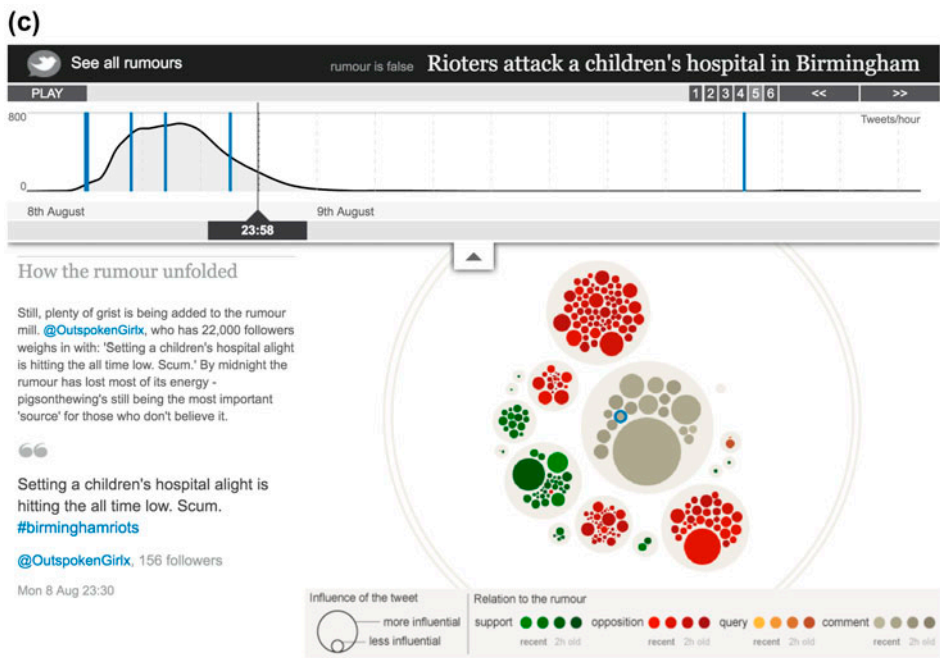 (c)
See all rumours
rumour is false Rioters attack a children's hospital in Birmingham
PLAY
1 2 3 4 5 6 << >>
800
Tweets/hour
0
8th August
9th August
23:58
How the rumour unfolded
Still, plenty of grist is being added to the rumour
mill. @OutspokenGirlx, who has 22,000 followers
weighs in with: 'Setting a children's hospital alight
is hitting the all time low. Scum.' By midnight the
rumour has lost most of its energy -
pigsonthewing's still being the most important
'source' for those who don't believe it.
Setting a children's hospital alight is
hitting the all time low. Scum.
#birminghamriots
@OutspokenGirlx, 156 followers
Mon 8 Aug 23:30
Influence of the tweet
more influential
less influential
Relation to the rumour
support opposition query comment
recent 2h old recent 2h old recent 2h old recent 2h old